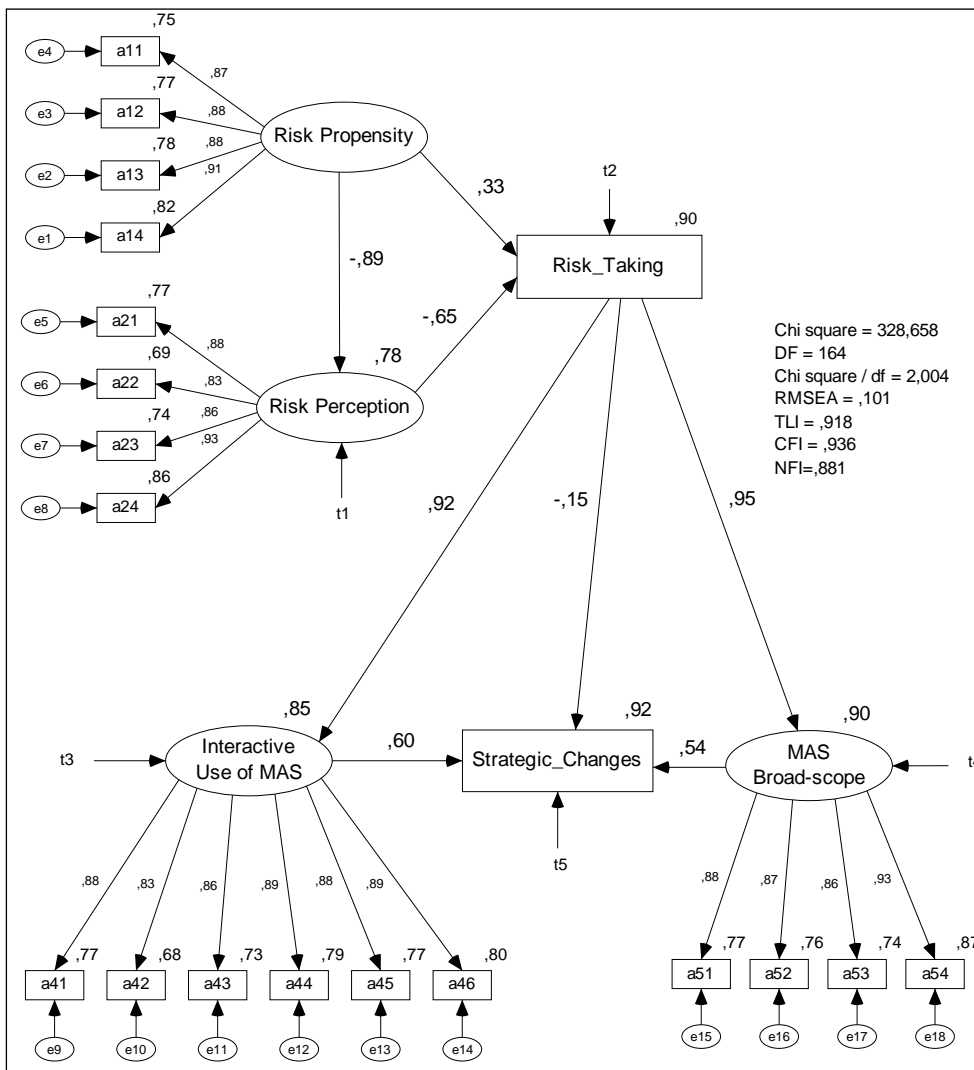 ,75
e4
a11
,87
,77
e3
a12
,88
Risk Propensity
,78
e2
a13
,88
,91
,82
e1
a14
,33
t2
,90
Risk_Taking
-,89
-,65
,77
e5
a21
,88
,69
e6
a22
,83
,78
Risk Perception
,74
e7
a23
,86
,93
,86
e8
a24
t1
Chi square = 328,658
DF = 164
Chi square / df = 2,004
RMSEA = ,101
TLI = ,918
CFI = ,936
NFI=,881
,92
-,15
,95
,85
t3
Interactive
Use of MAS
,60
,92
Strategic_Changes
t5
,54
,90
MAS
Broad-scope
t4
,88
,83
,86
,89
,88
,89
,77
,68
,73
,79
,77
,80
a41
a42
a43
a44
a45
a46
e9
e10
e11
e12
e13
e14
,88
,87
,86
,93
,77
,76
,74
,87
a51
a52
a53
a54
e15
e16
e17
e18